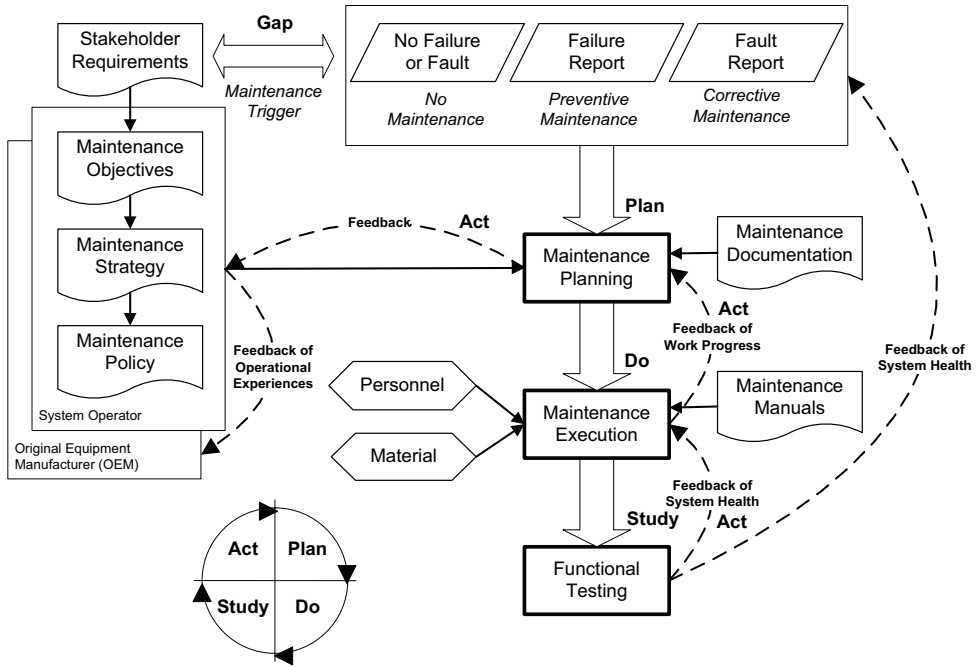 Stakeholder
Requirements
Gap
Maintenance
Trigger
No Failure
or Fault
Failure
Report
Fault
Report
No
Maintenance
Preventive
Maintenance
Corrective
Maintenance
Maintenance
Objectives
Maintenance
Strategy
Maintenance
Policy
System Operator
Original Equipment
Manufacturer (OEM)
Feedback
Act
Plan
Maintenance
Planning
Maintenance
Documentation
Feedback of
Operational
Experiences
Act
Feedback of
Work Progress
Do
Feedback of
System Health
Personnel
Material
Maintenance
Execution
Maintenance
Manuals
Feedback of
System Health
Study
Act
Functional
Testing
Act
Plan
Study
Do